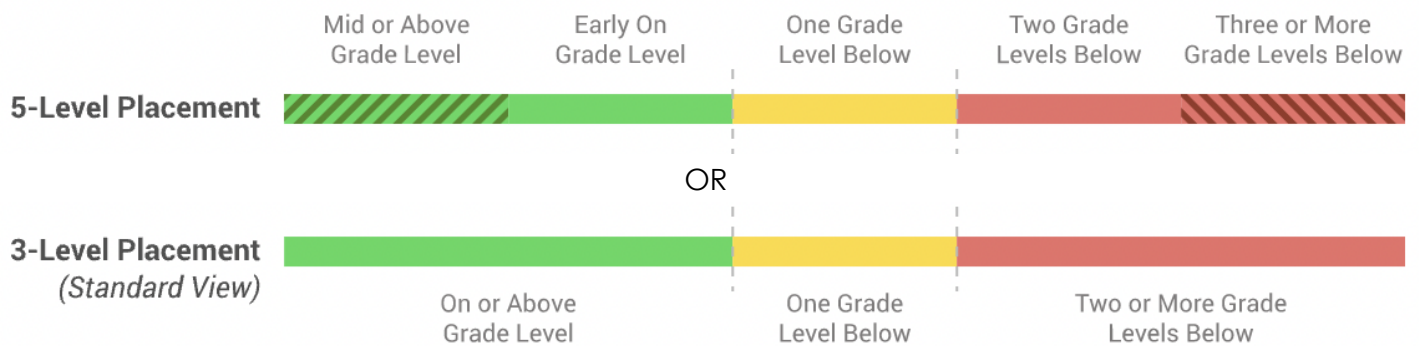 Mid or Above
Grade Level
Early On
Grade Level
One Grade
Level Below
Two Grade
Levels Below
Three or More
Grade Levels Below
5-Level Placement
OR
3-Level Placement
(Standard View)
On or Above
Grade Level
One Grade
Level Below
Two or More Grade
Levels Below